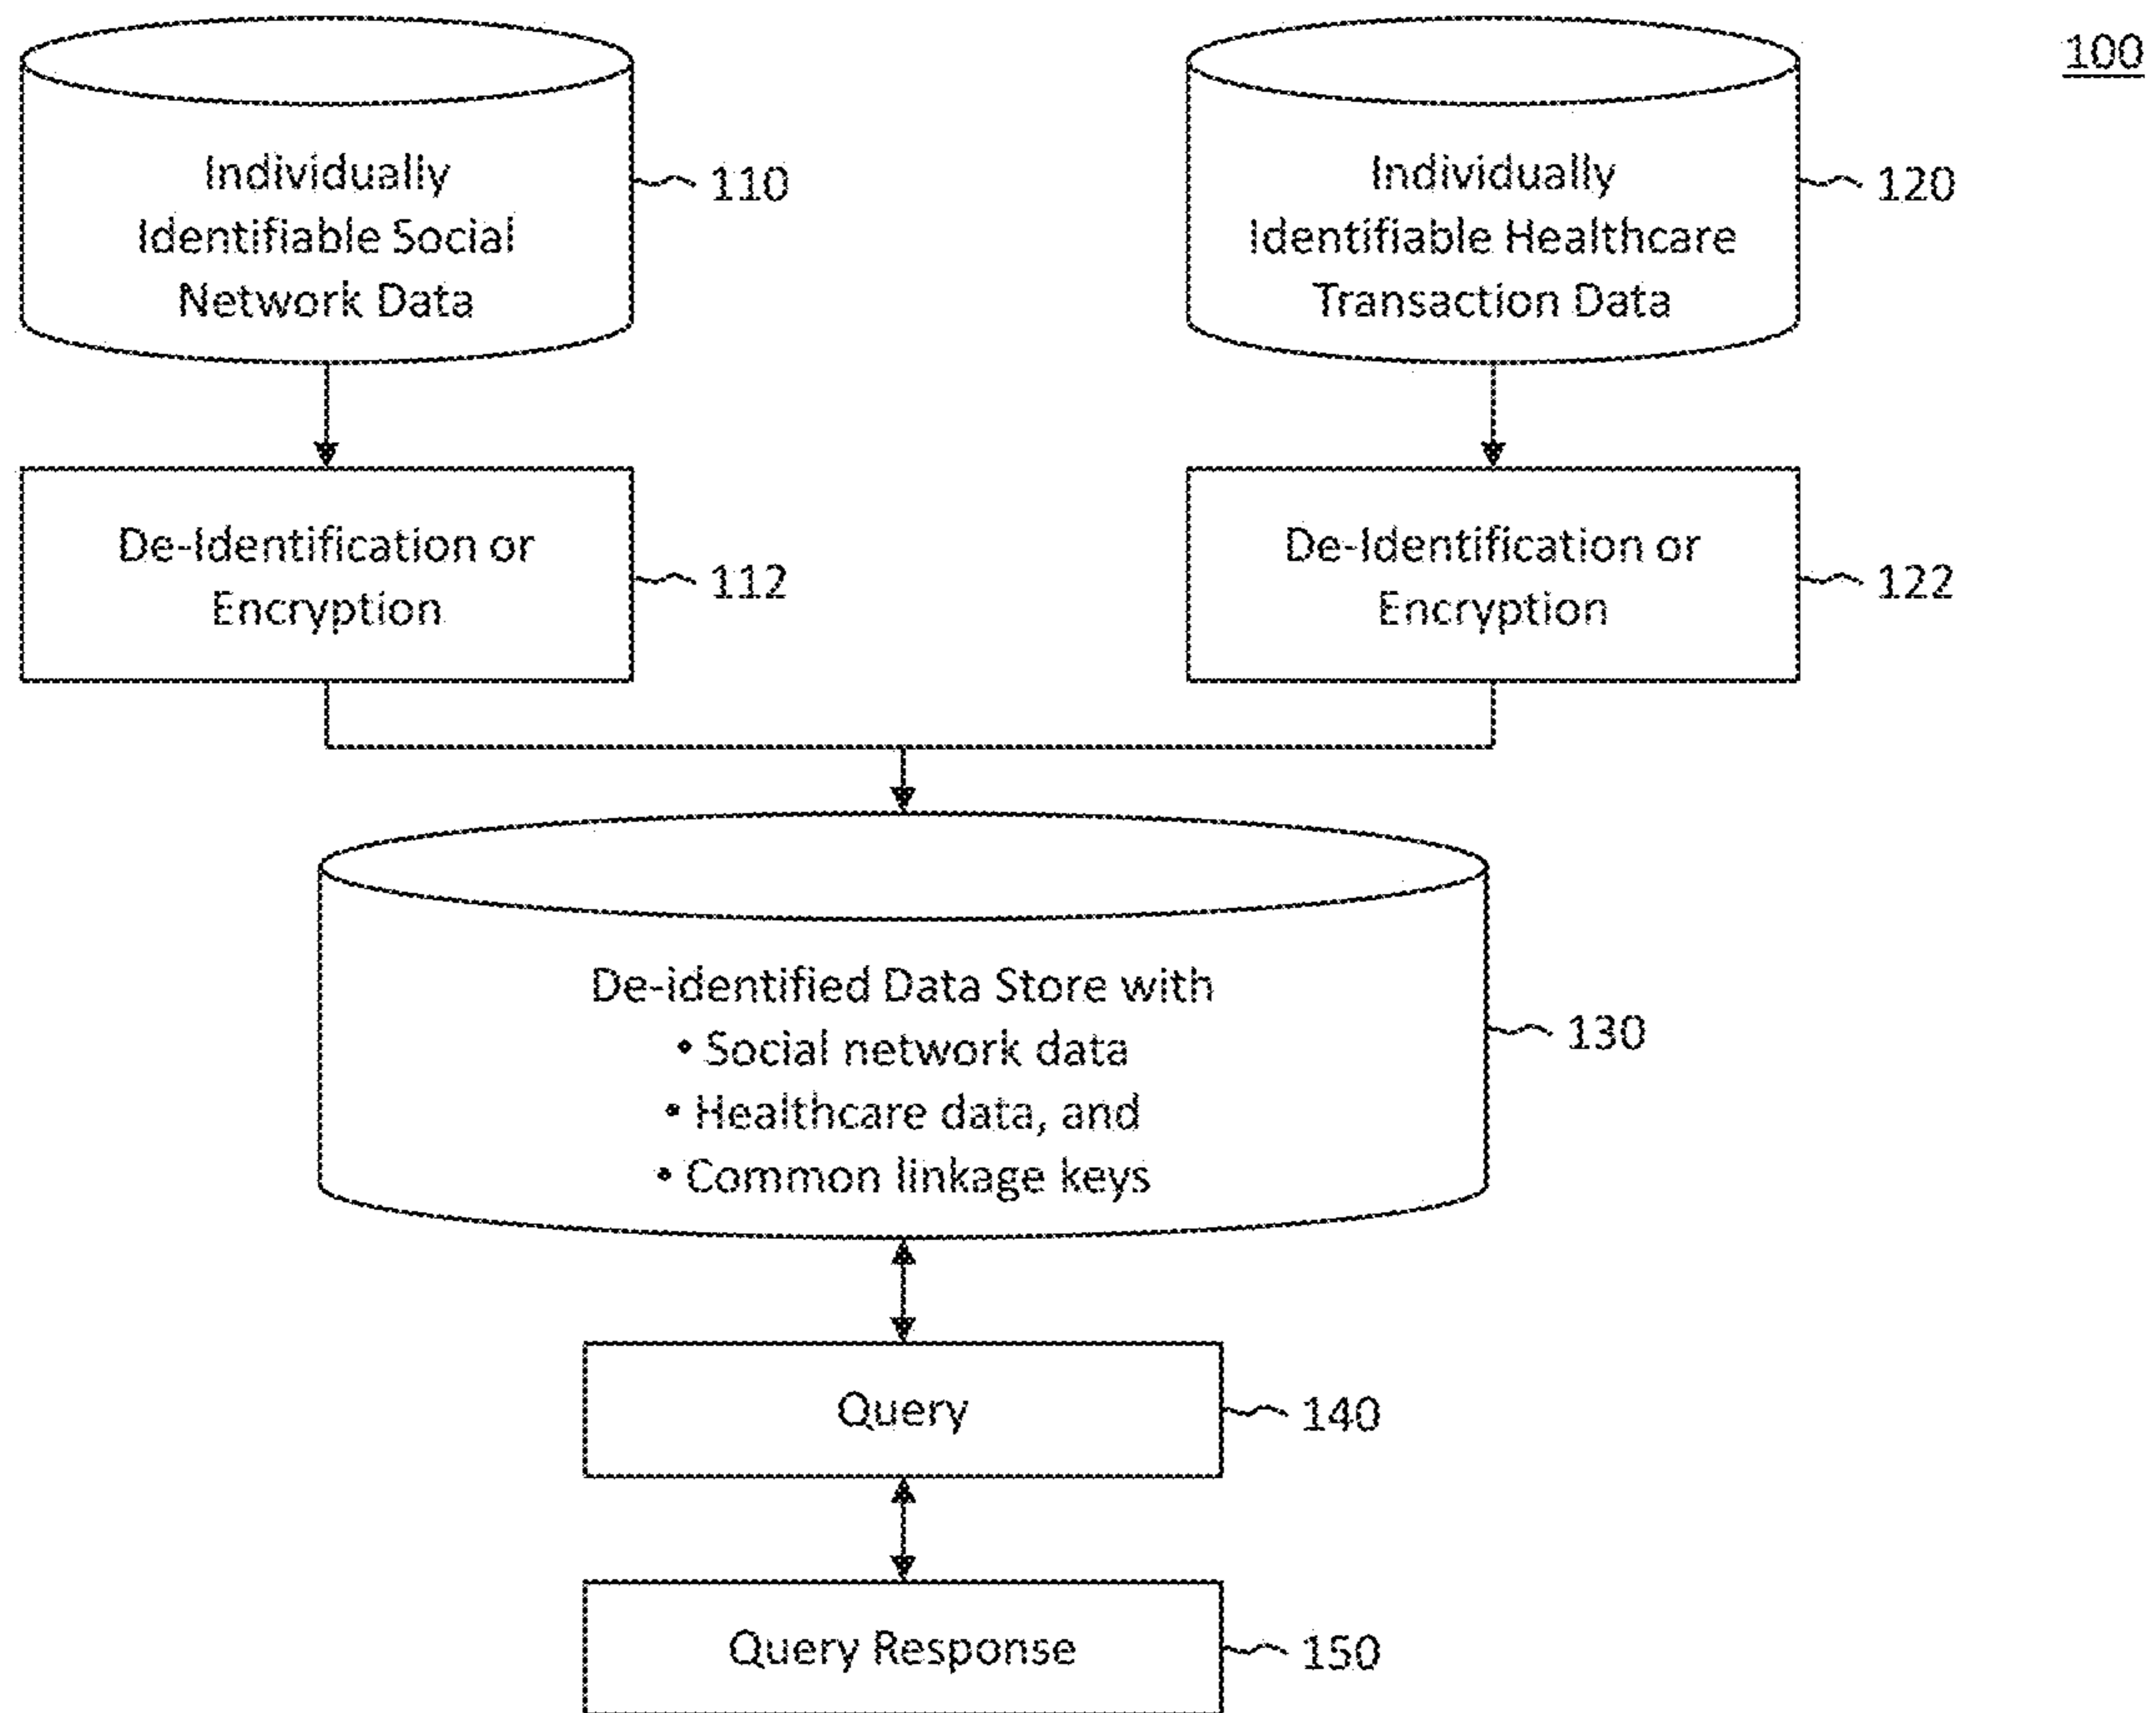 100
Individually
Identifiable Social
Network Data
110
Individually
Identifiable Healthcare
Transaction Data
120
De-Identification or
Encryption
112
De-Identification or
Encryption
122
De-identified Data Store with
• Social network data
• Healthcare data, and
• Common linkage keys
130
Query
140
Query Response
150